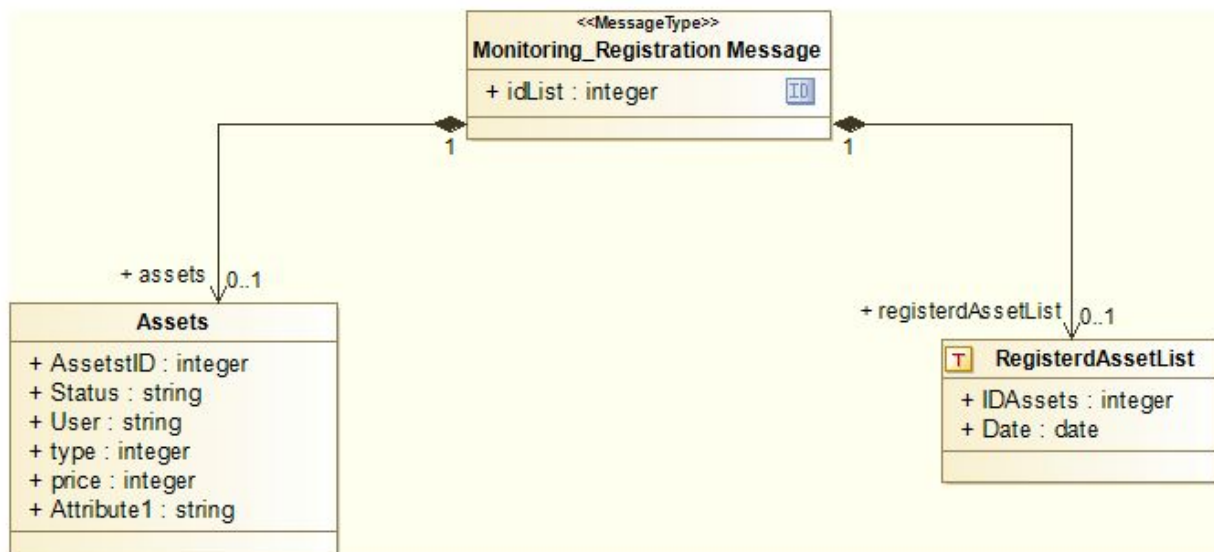 <<MessageType>>
Monitoring_Registration Message
+ idList : integer
ID
1
1
+ assets
0..1
+ registerdAssetList
0..1
Assets
+ AssetstID : integer
+ Status : string
+ User : string
+ type : integer
+ price : integer
+ Attribute1 : string
T
RegisterdAssetList
+ IDAssets : integer
+ Date : date